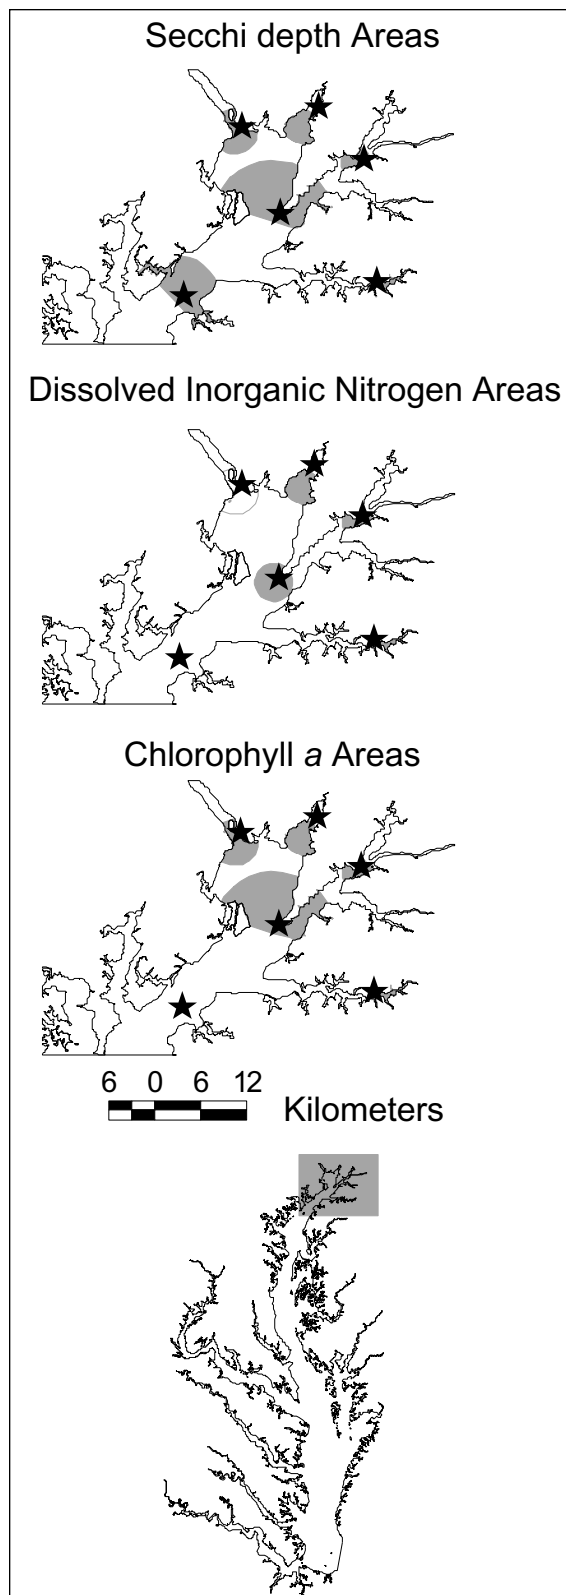 Secchi depth Areas
Dissolved Inorganic Nitrogen Areas
Chlorophyll a Areas
6 0 6 12
Kilometers